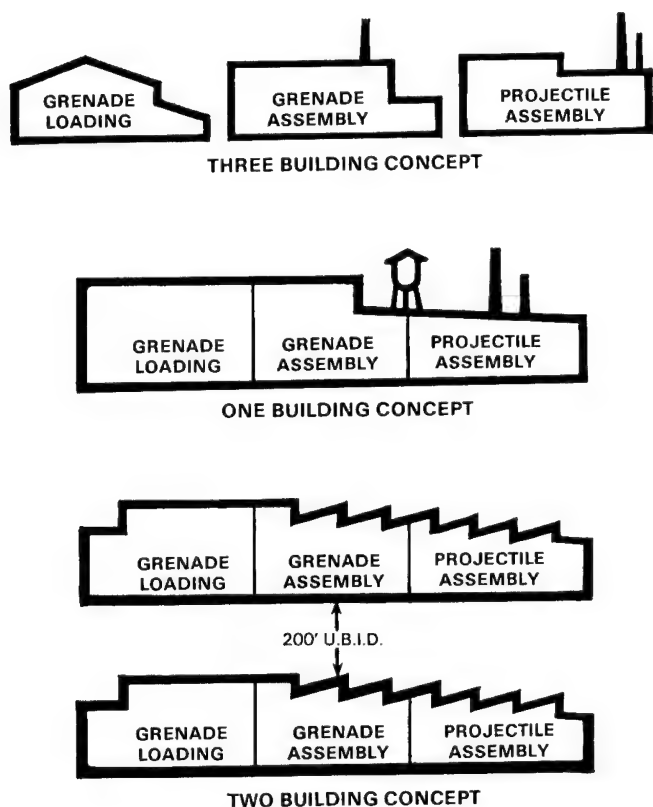 GRENADE
LOADING
GRENADE
ASSEMBLY
PROJECTILE
ASSEMBLY
THREE BUILDING CONCEPT
GRENADE
LOADING
GRENADE
ASSEMBLY
PROJECTILE
ASSEMBLY
ONE BUILDING CONCEPT
GRENADE
LOADING
GRENADE
ASSEMBLY
PROJECTILE
ASSEMBLY
200' U.B.I.D.
GRENADE
LOADING
GRENADE
ASSEMBLY
PROJECTILE
ASSEMBLY
TWO BUILDING CONCEPT